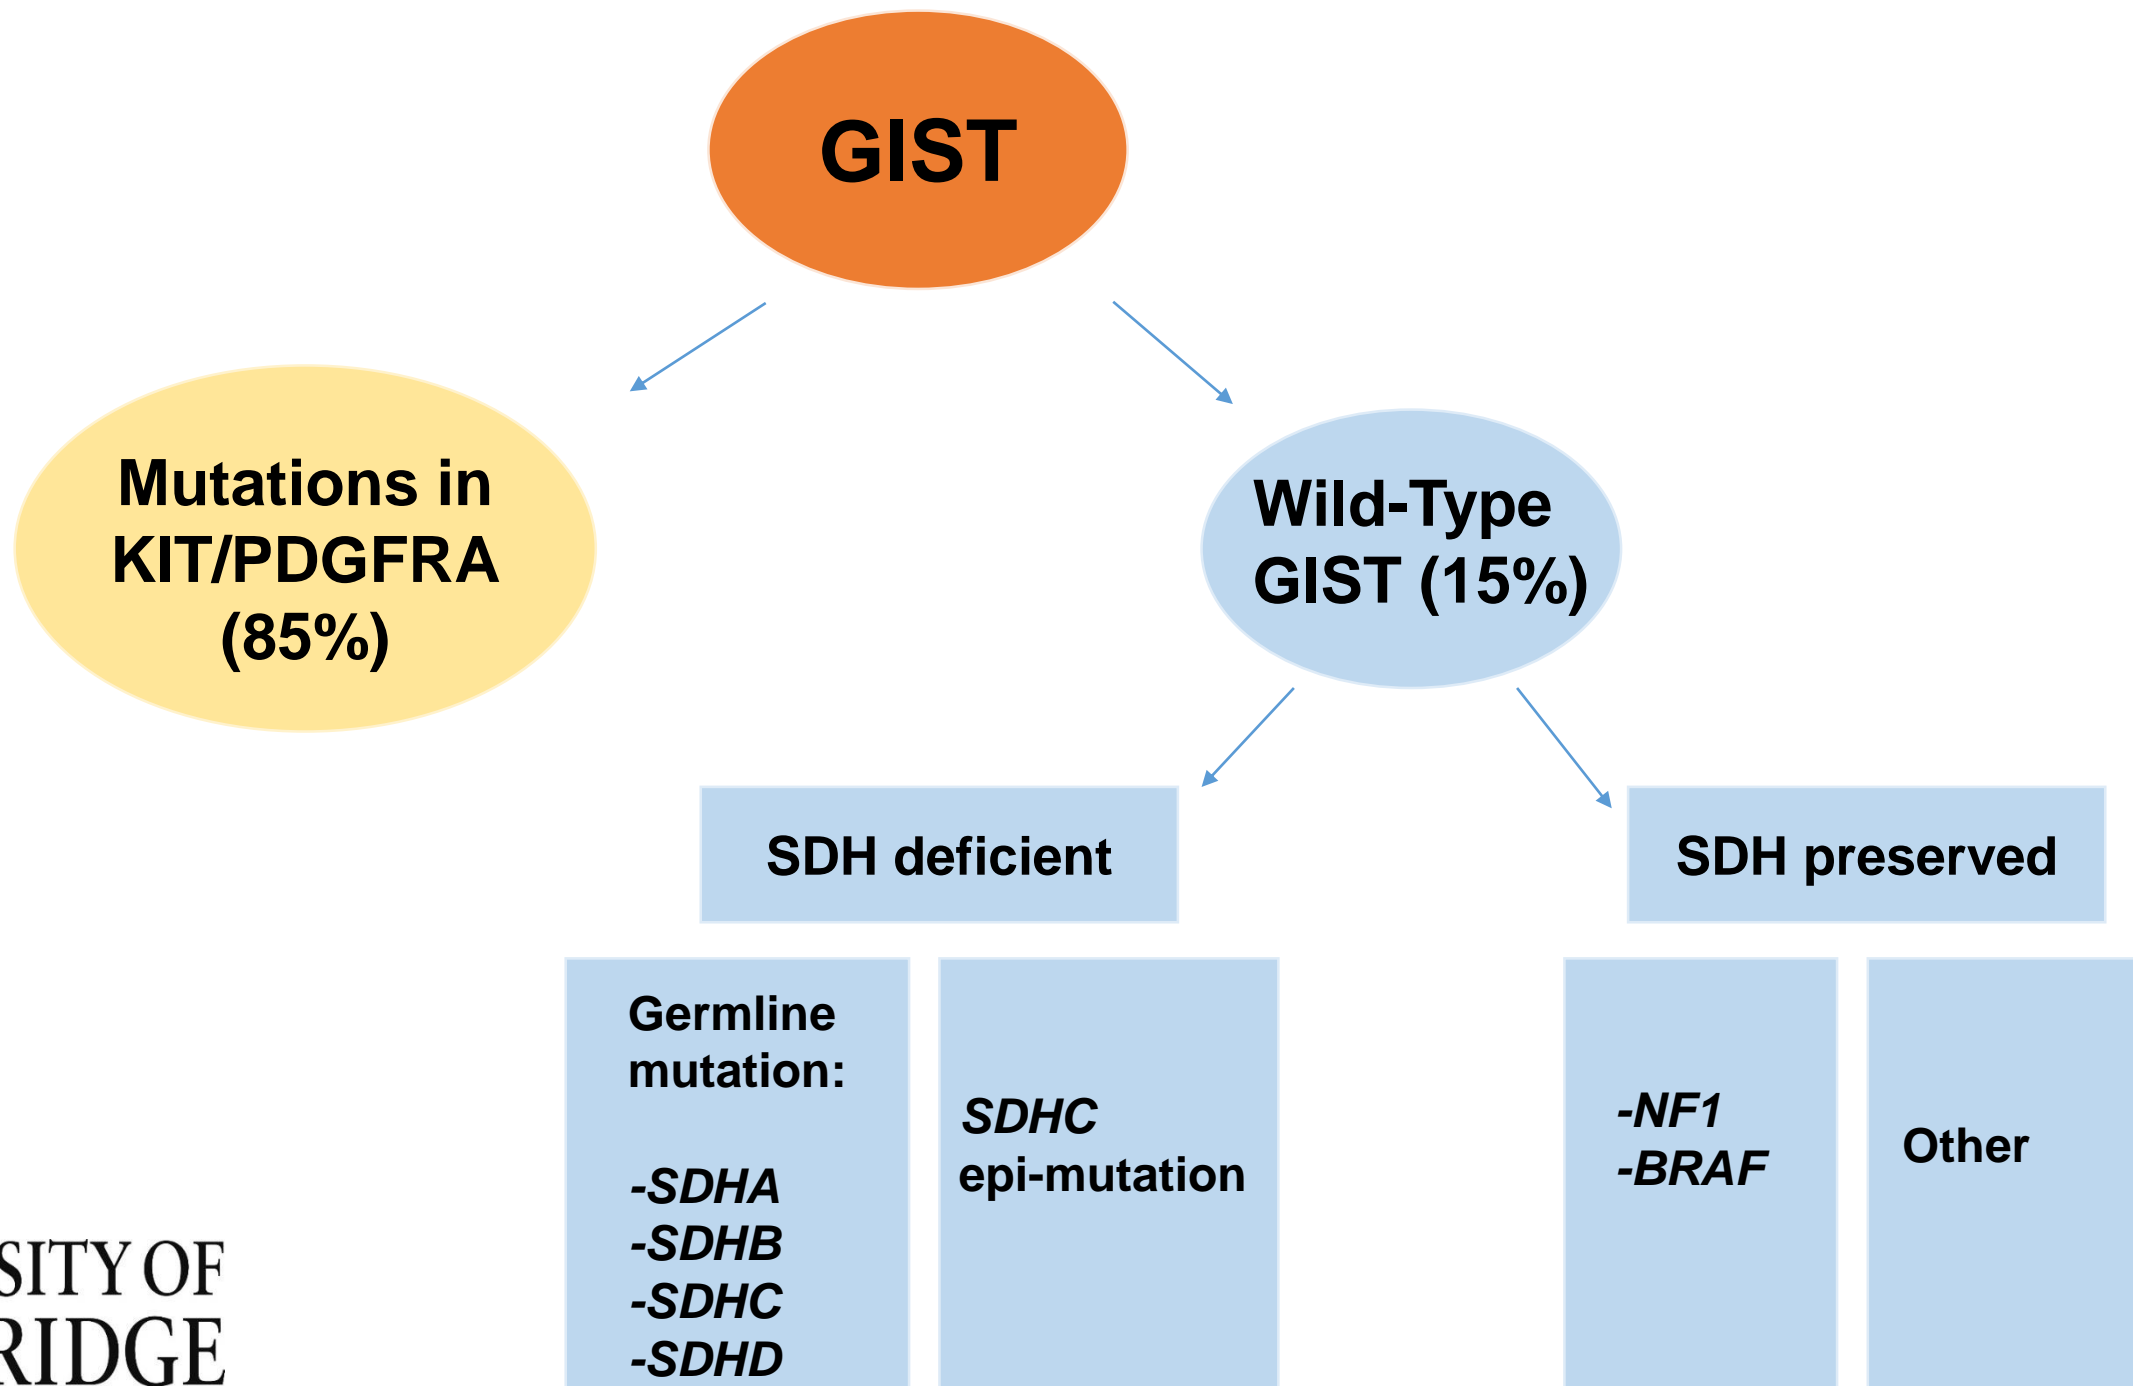 GIST
Mutations in
KIT/PDGFRA
(85%)
Wild-Type
GIST (15%)
SDH deficient
SDH preserved
Germline
mutation:
-SDHA
-SDHB
-SDHC
-SDHD
SDHC
epi-mutation
-NF1
-BRAF
Other
SITY OF
RIDGE